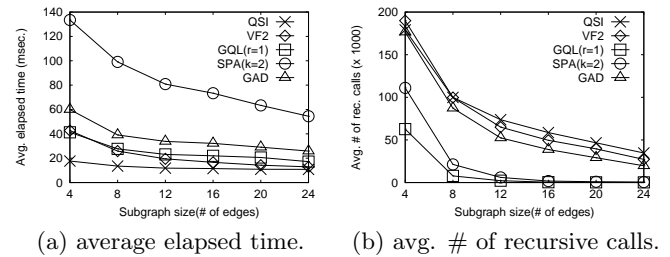 Avg. elapsed time (msec.)
140
120
100
80
60
40
20
0
4 8 12 16 20 24
Subgraph size(# of edges)
QSI
VF2
GQL(r=1)
SPA(k=2)
GAD
(a) average elapsed time.
Avg. # of rec. calls (x 1000)
200
150
100
50
0
4 8 12 16 20 24
Subgraph size(# of edges)
QSI
VF2
GQL(r=1)
SPA(k=2)
GAD
(b) avg. # of recursive calls.